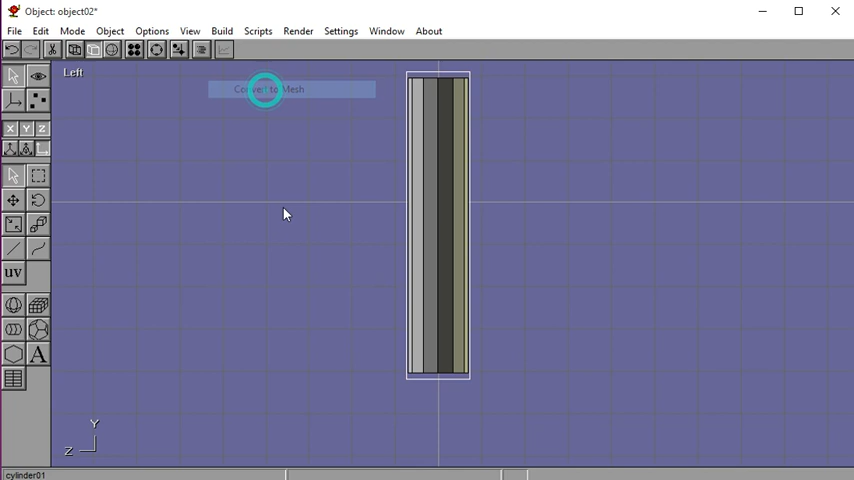 Object: object02*
File Edit Mode Object Options View Build Scripts Render Settings Window About
Left
Convert to Mesh
X Y Z
uv
A
Y
Z
cylinder01